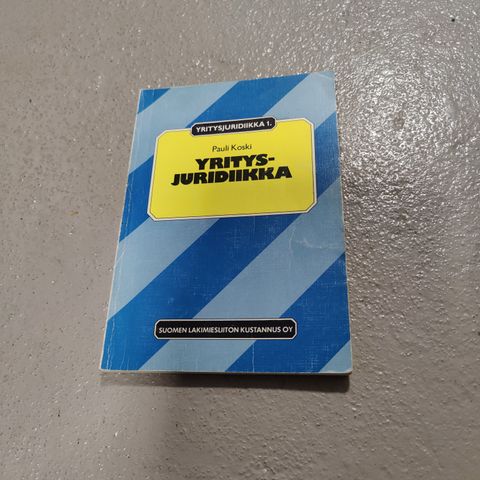 YRITYSJURIDIIKKA 1.
Pauli Koski
YRITYS-
JURIDIIKKA
SUOMEN LAKIMIESLIITON KUSTANNUS OY